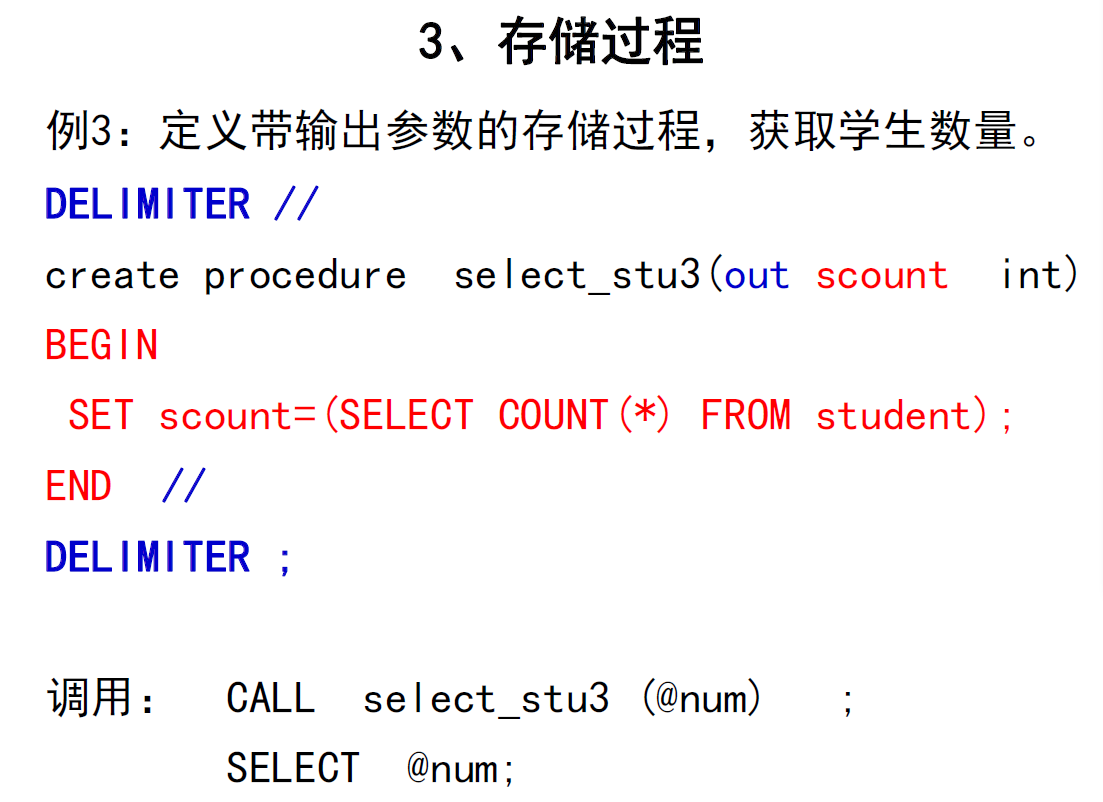 3、存储过程
例3：定义带输出参数的存储过程，获取学生数量。
DELIMITER //
create procedure select_stu3(out scount int)
BEGIN
SET scount=(SELECT COUNT(*) FROM student);
END //
DELIMITER ;
调用： CALL select_stu3 (@num) ;
SELECT @num;